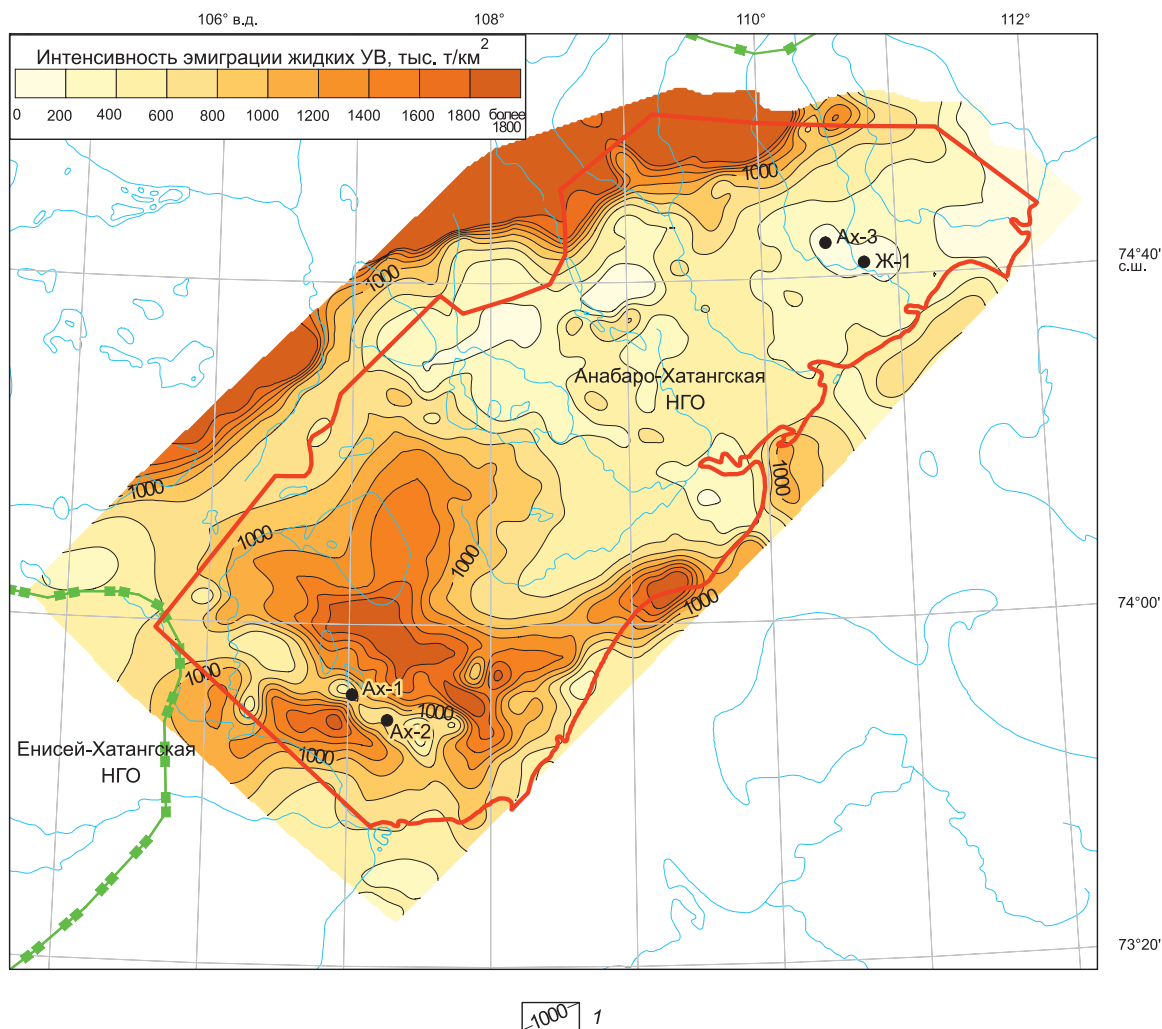 106° в.д.
108°
110°
112°
Интенсивность эмиграции жидких УВ, тыс. т/км2
0 200 400 600 800 1000 1200 1400 1600 1800 более
1800
1000
Ах-3
74°40'
с.ш.
Ж-1
1000
Анабаро-Хатангская
НГО
1000
1000
1000
1000
74°00'
1000
1000
Ах-1
1000
Ах-2
Енисей-Хатангская
НГО
1000
73°20'
1000 1